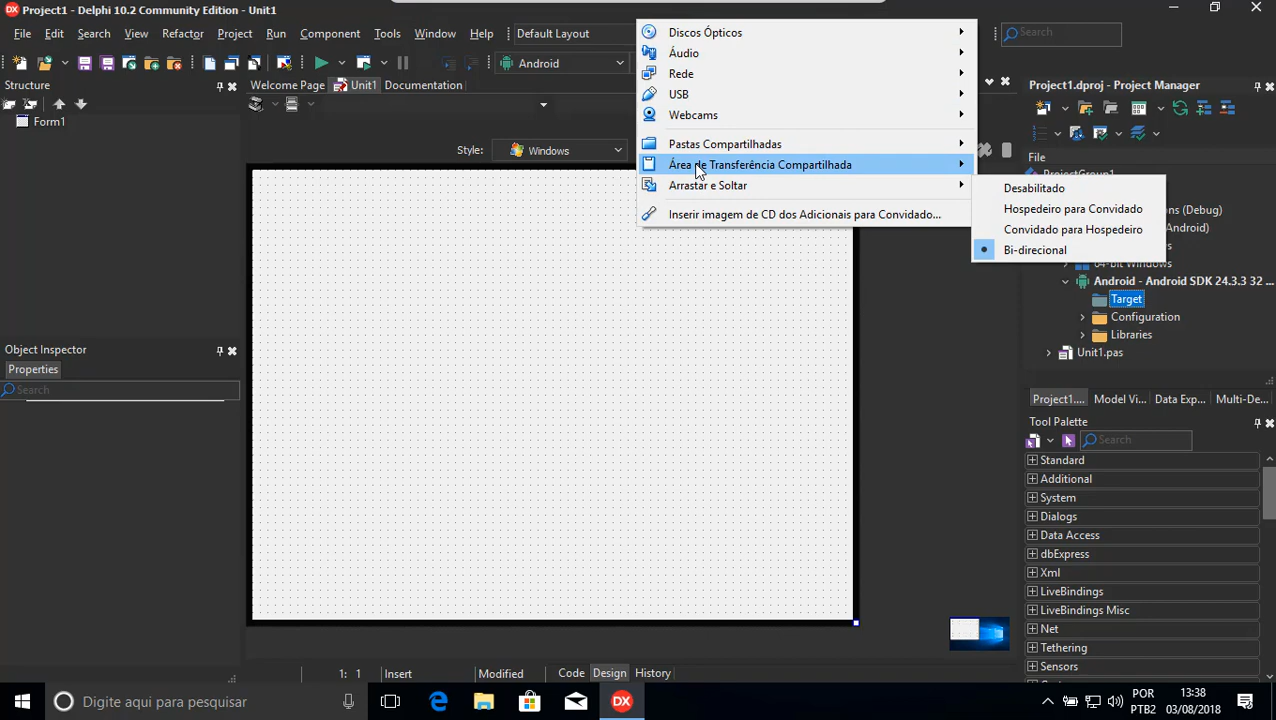 Project1 - Delphi 10.2 Community Edition - Unit1
File Edit Search View Refactor Project Run Component Tools Window Help Default Layout
Search
Android
Structure
Form1
Welcome Page Unit1 Documentation
Style: Windows
Discos Ópticos
Áudio
Rede
USB
Webcams
Pastas Compartilhadas
Área de Transferência Compartilhada
Arrastar e Soltar
Inserir imagem de CD dos Adicionais para Convidado...
Desabilitado
Hospedeiro para Convidado
Convidado para Hospedeiro
Bi-direcional
Project1.dproj - Project Manager
File
ProjectGroup1
(Debug)
Android)
64-bit Windows
Android - Android SDK 24.3.3 32 ...
Target
Configuration
Libraries
Unit1.pas
Project1.... Model Vi... Data Exp... Multi-De...
Object Inspector
Properties
Search
Tool Palette
Search
Standard
Additional
System
Dialogs
Data Access
dbExpress
Xml
LiveBindings
LiveBindings Misc
Net
Tethering
Sensors
1: 1 Insert Modified Code Design History
Digite aqui para pesquisar
DX
POR
PTB2
13:38
03/08/2018